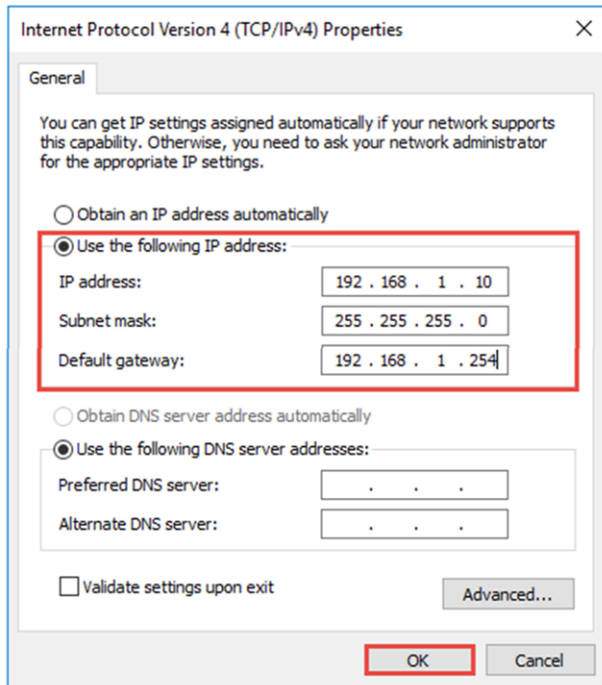 Internet Protocol Version 4 (TCP/IPv4) Properties
General
You can get IP settings assigned automatically if your network supports
this capability. Otherwise, you need to ask your network administrator
for the appropriate IP settings.
Obtain an IP address automatically
Use the following IP address:
IP address: 192 . 168 . 1 . 10
Subnet mask: 255 . 255 . 255 . 0
Default gateway: 192 . 168 . 1 . 254
Obtain DNS server address automatically
Use the following DNS server addresses:
Preferred DNS server: . . .
Alternate DNS server: . . .
Validate settings upon exit
Advanced...
OK Cancel